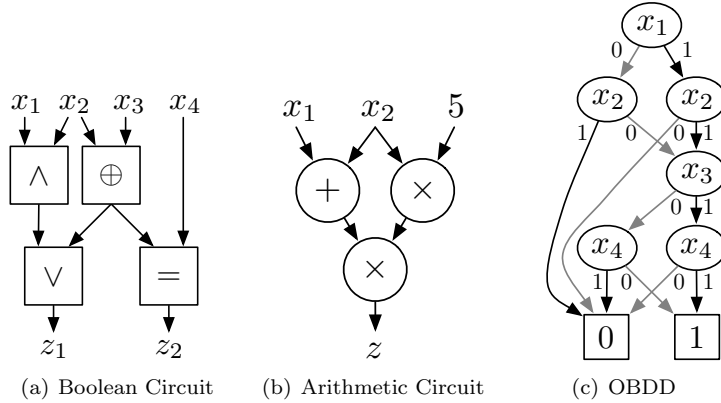 x1 x2 x3 x4
∧ ⊕
∨ =
z1 z2
(a) Boolean Circuit
x1 x2 5
+ ×
×
z
(b) Arithmetic Circuit
x1
0 1
x2 x2
1 0 0 1
x3
0 1
x4 x4
1 0 0 1
0 1
(c) OBDD